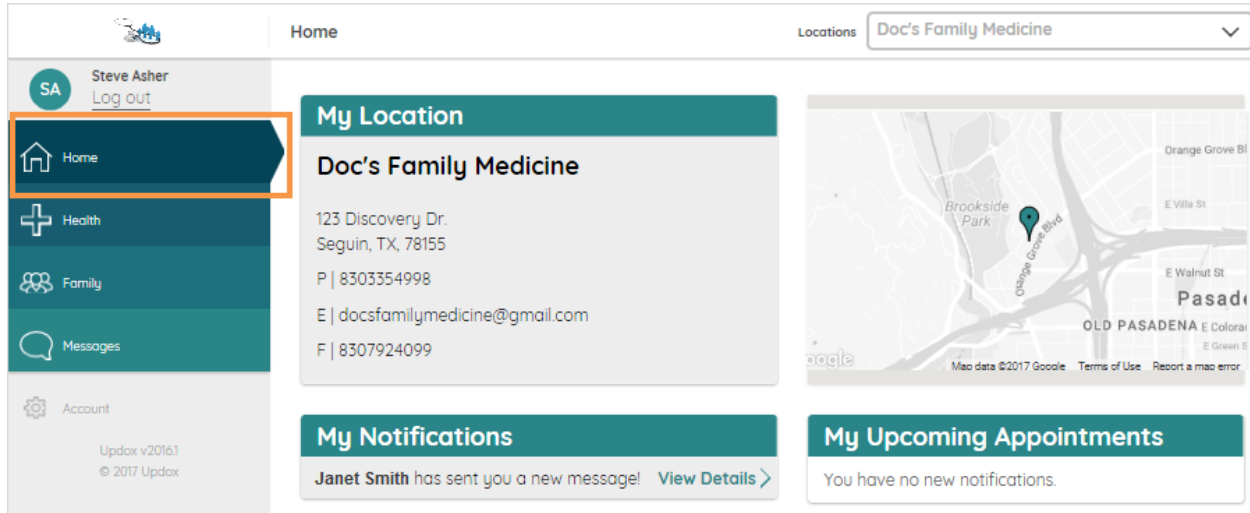 Home
Locations
Doc's Family Medicine
SA
Steve Asher
Log out
Home
Health
Family
Messages
Account
Updox v2016.1
© 2017 Updox
My Location
Doc's Family Medicine
123 Discovery Dr.
Seguin, TX, 78155
P | 8303354998
E | docsfamilymedicine@gmail.com
F | 8307924099
Orange Grove Bl
Brookside
Park
E Villa St
Orange Grove Blvd
E Walnut St
Pasad
OLD PASADENA
E Colora
E Green S
oogle
Map data ©2017 Google Terms of Use Report a map error
My Notifications
Janet Smith has sent you a new message! View Details
My Upcoming Appointments
You have no new notifications.